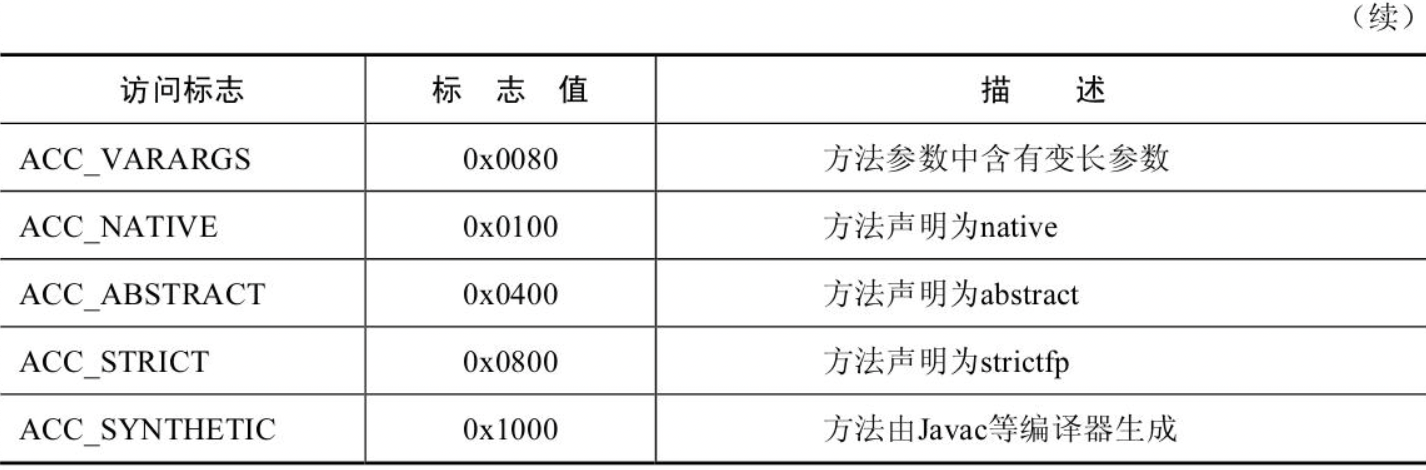 （续）
访问标志 标 志 值 描 述
ACC_VARARGS 0x0080 方法参数中含有变长参数
ACC_NATIVE 0x0100 方法声明为native
ACC_ABSTRACT 0x0400 方法声明为abstract
ACC_STRICT 0x0800 方法声明为strictfp
ACC_SYNTHETIC 0x1000 方法由Javac等编译器生成